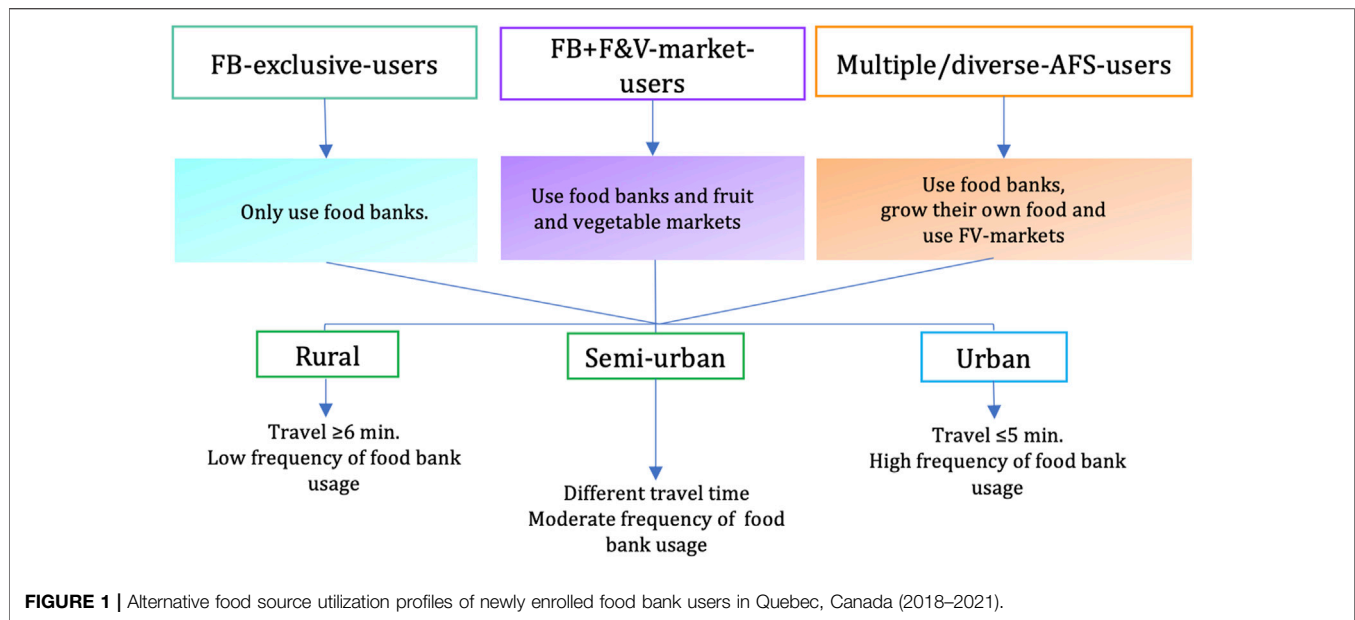 FB-exclusive-users
FB+F&V-market-
users
Multiple/diverse-AFS-users
Only use food banks.
Use food banks and fruit
and vegetable markets
Use food banks,
grow their own food and
use FV-markets
Rural
Semi-urban
Urban
Travel ≥6 min.
Low frequency of food bank
usage
Different travel time
Moderate frequency of food
bank usage
Travel ≤5 min.
High frequency of food bank
usage
FIGURE 1 | Alternative food source utilization profiles of newly enrolled food bank users in Quebec, Canada (2018–2021).